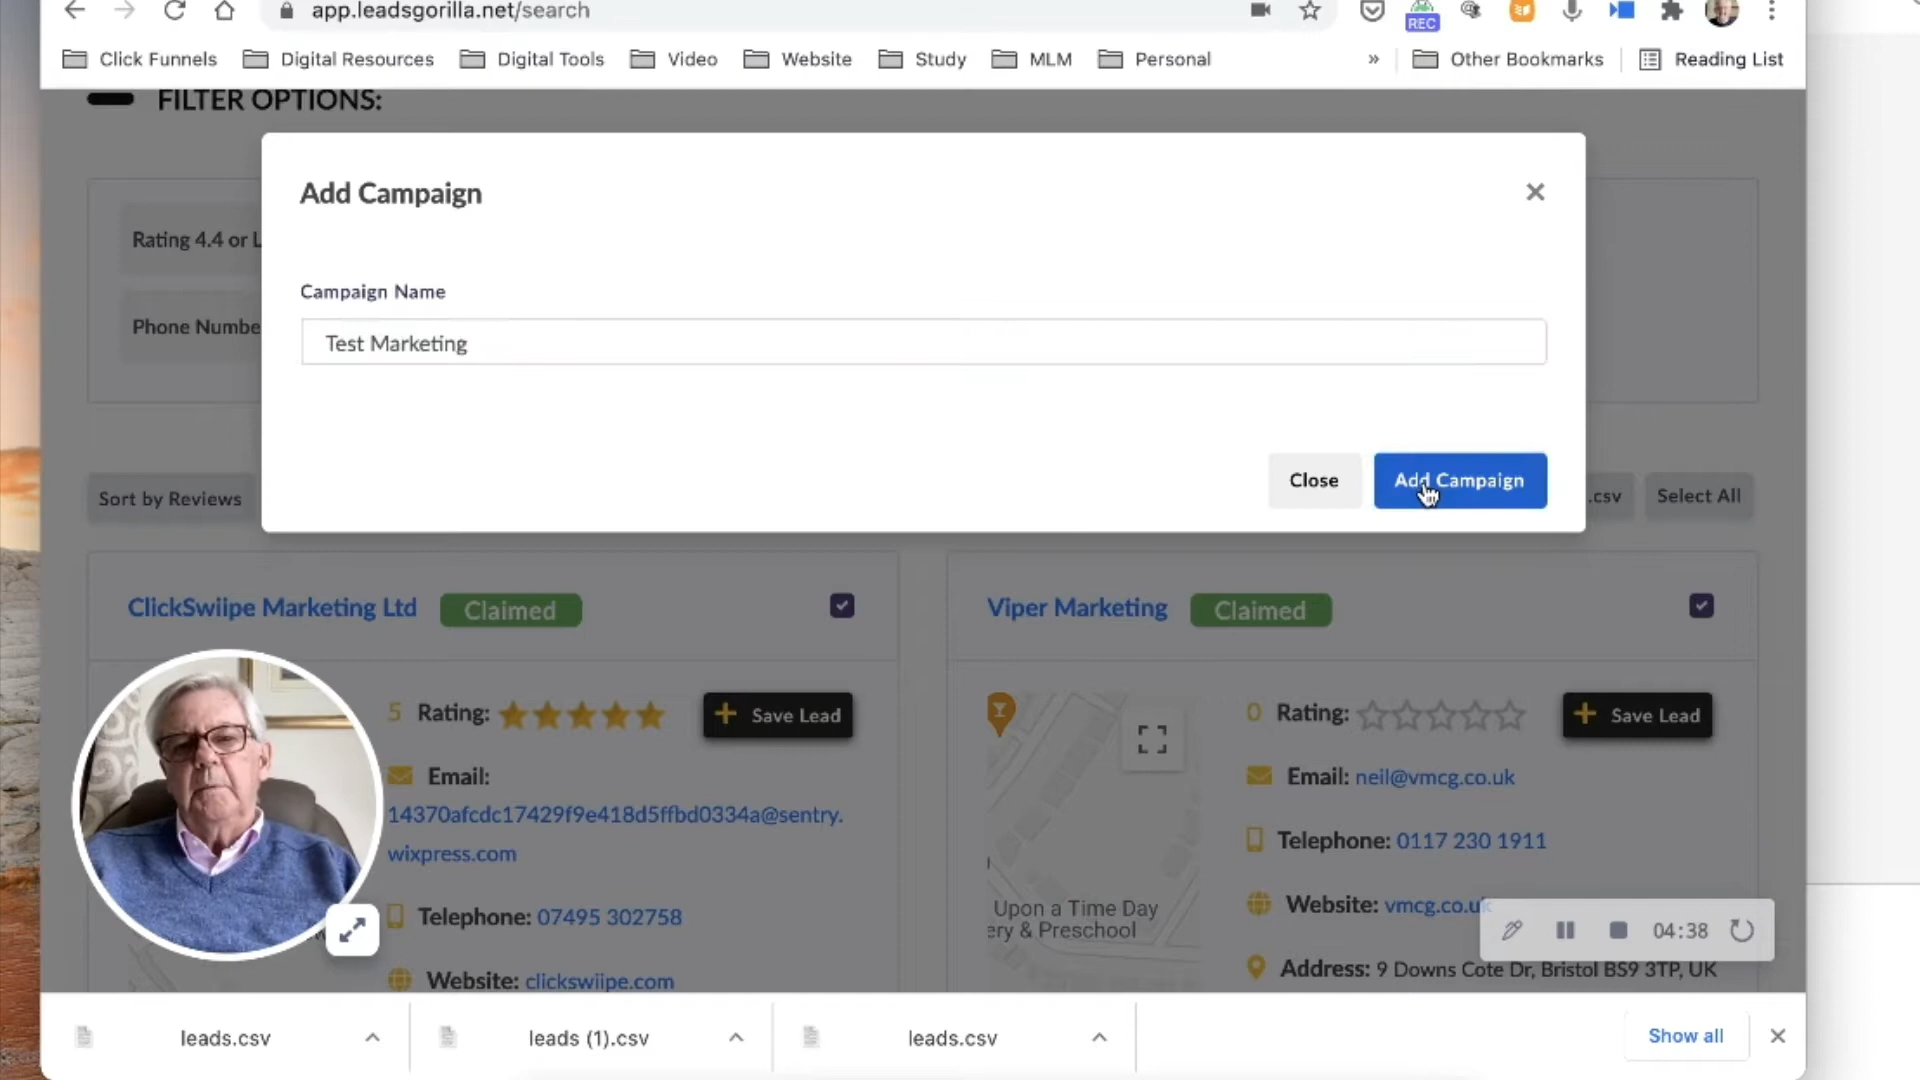 app.leadsgorilla.net/search
REC
Click Funnels
Digital Resources
Digital Tools
Video
Website
Study
MLM
Personal
»
Other Bookmarks
Reading List
FILTER OPTIONS:
Add Campaign
Rating 4.4 or L
Campaign Name
Phone Numbe
Test Marketing
Close
Add Campaign
Sort by Reviews
.csv
Select All
ClickSwiipe Marketing Ltd
Claimed
Viper Marketing
Claimed
5 Rating:
+ Save Lead
0 Rating:
+ Save Lead
Email:
14370afcdc17429f9e418d5ffbd0334a@sentry.
wixpress.com
Email: neil@vmcg.co.uk
Telephone: 0117 230 1911
Telephone: 07495 302758
Website: vmcg.co.uk
Upon a Time Day
ery & Preschool
04:38
Website: clickswiipe.com
Address: 9 Downs Cote Dr, Bristol BS9 3TP, UK
leads.csv
leads (1).csv
leads.csv
Show all